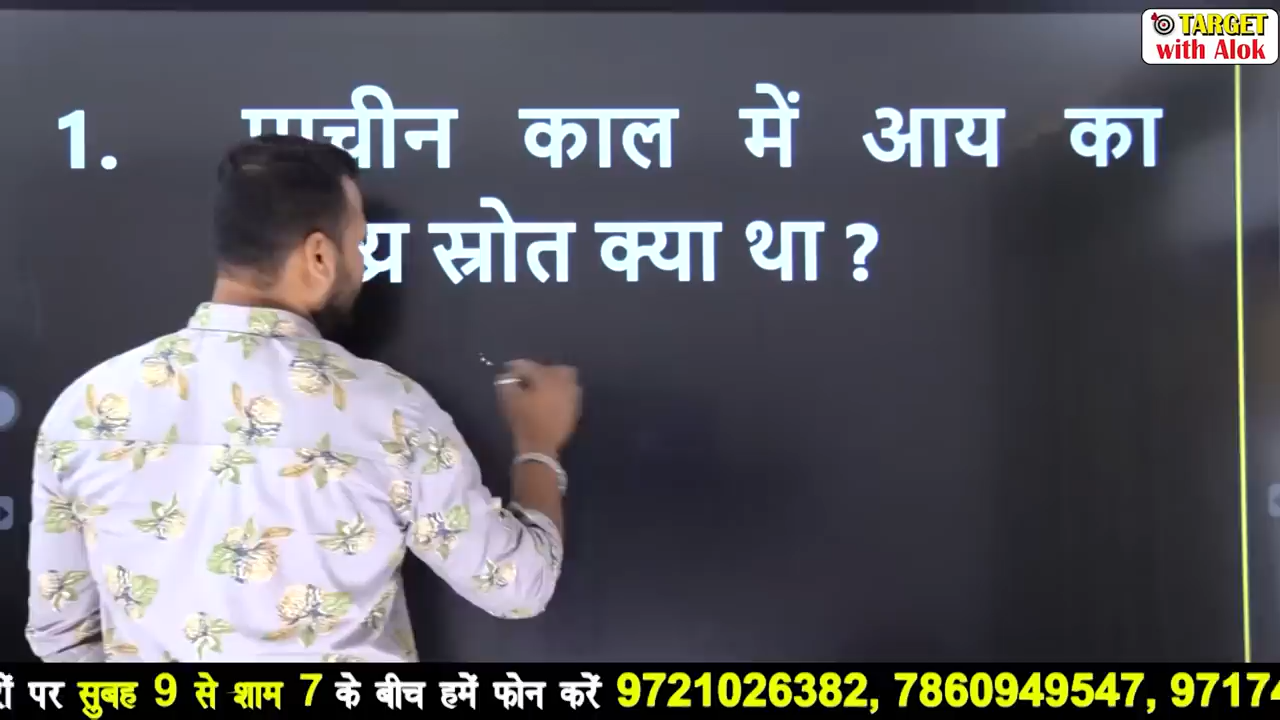 TARGET
with Alok
1. काल में आय का
स्रोत क्या था ?
पर सुबह 9 से शाम 7 के बीच हमें फोन करें 9721026382, 7860949547,